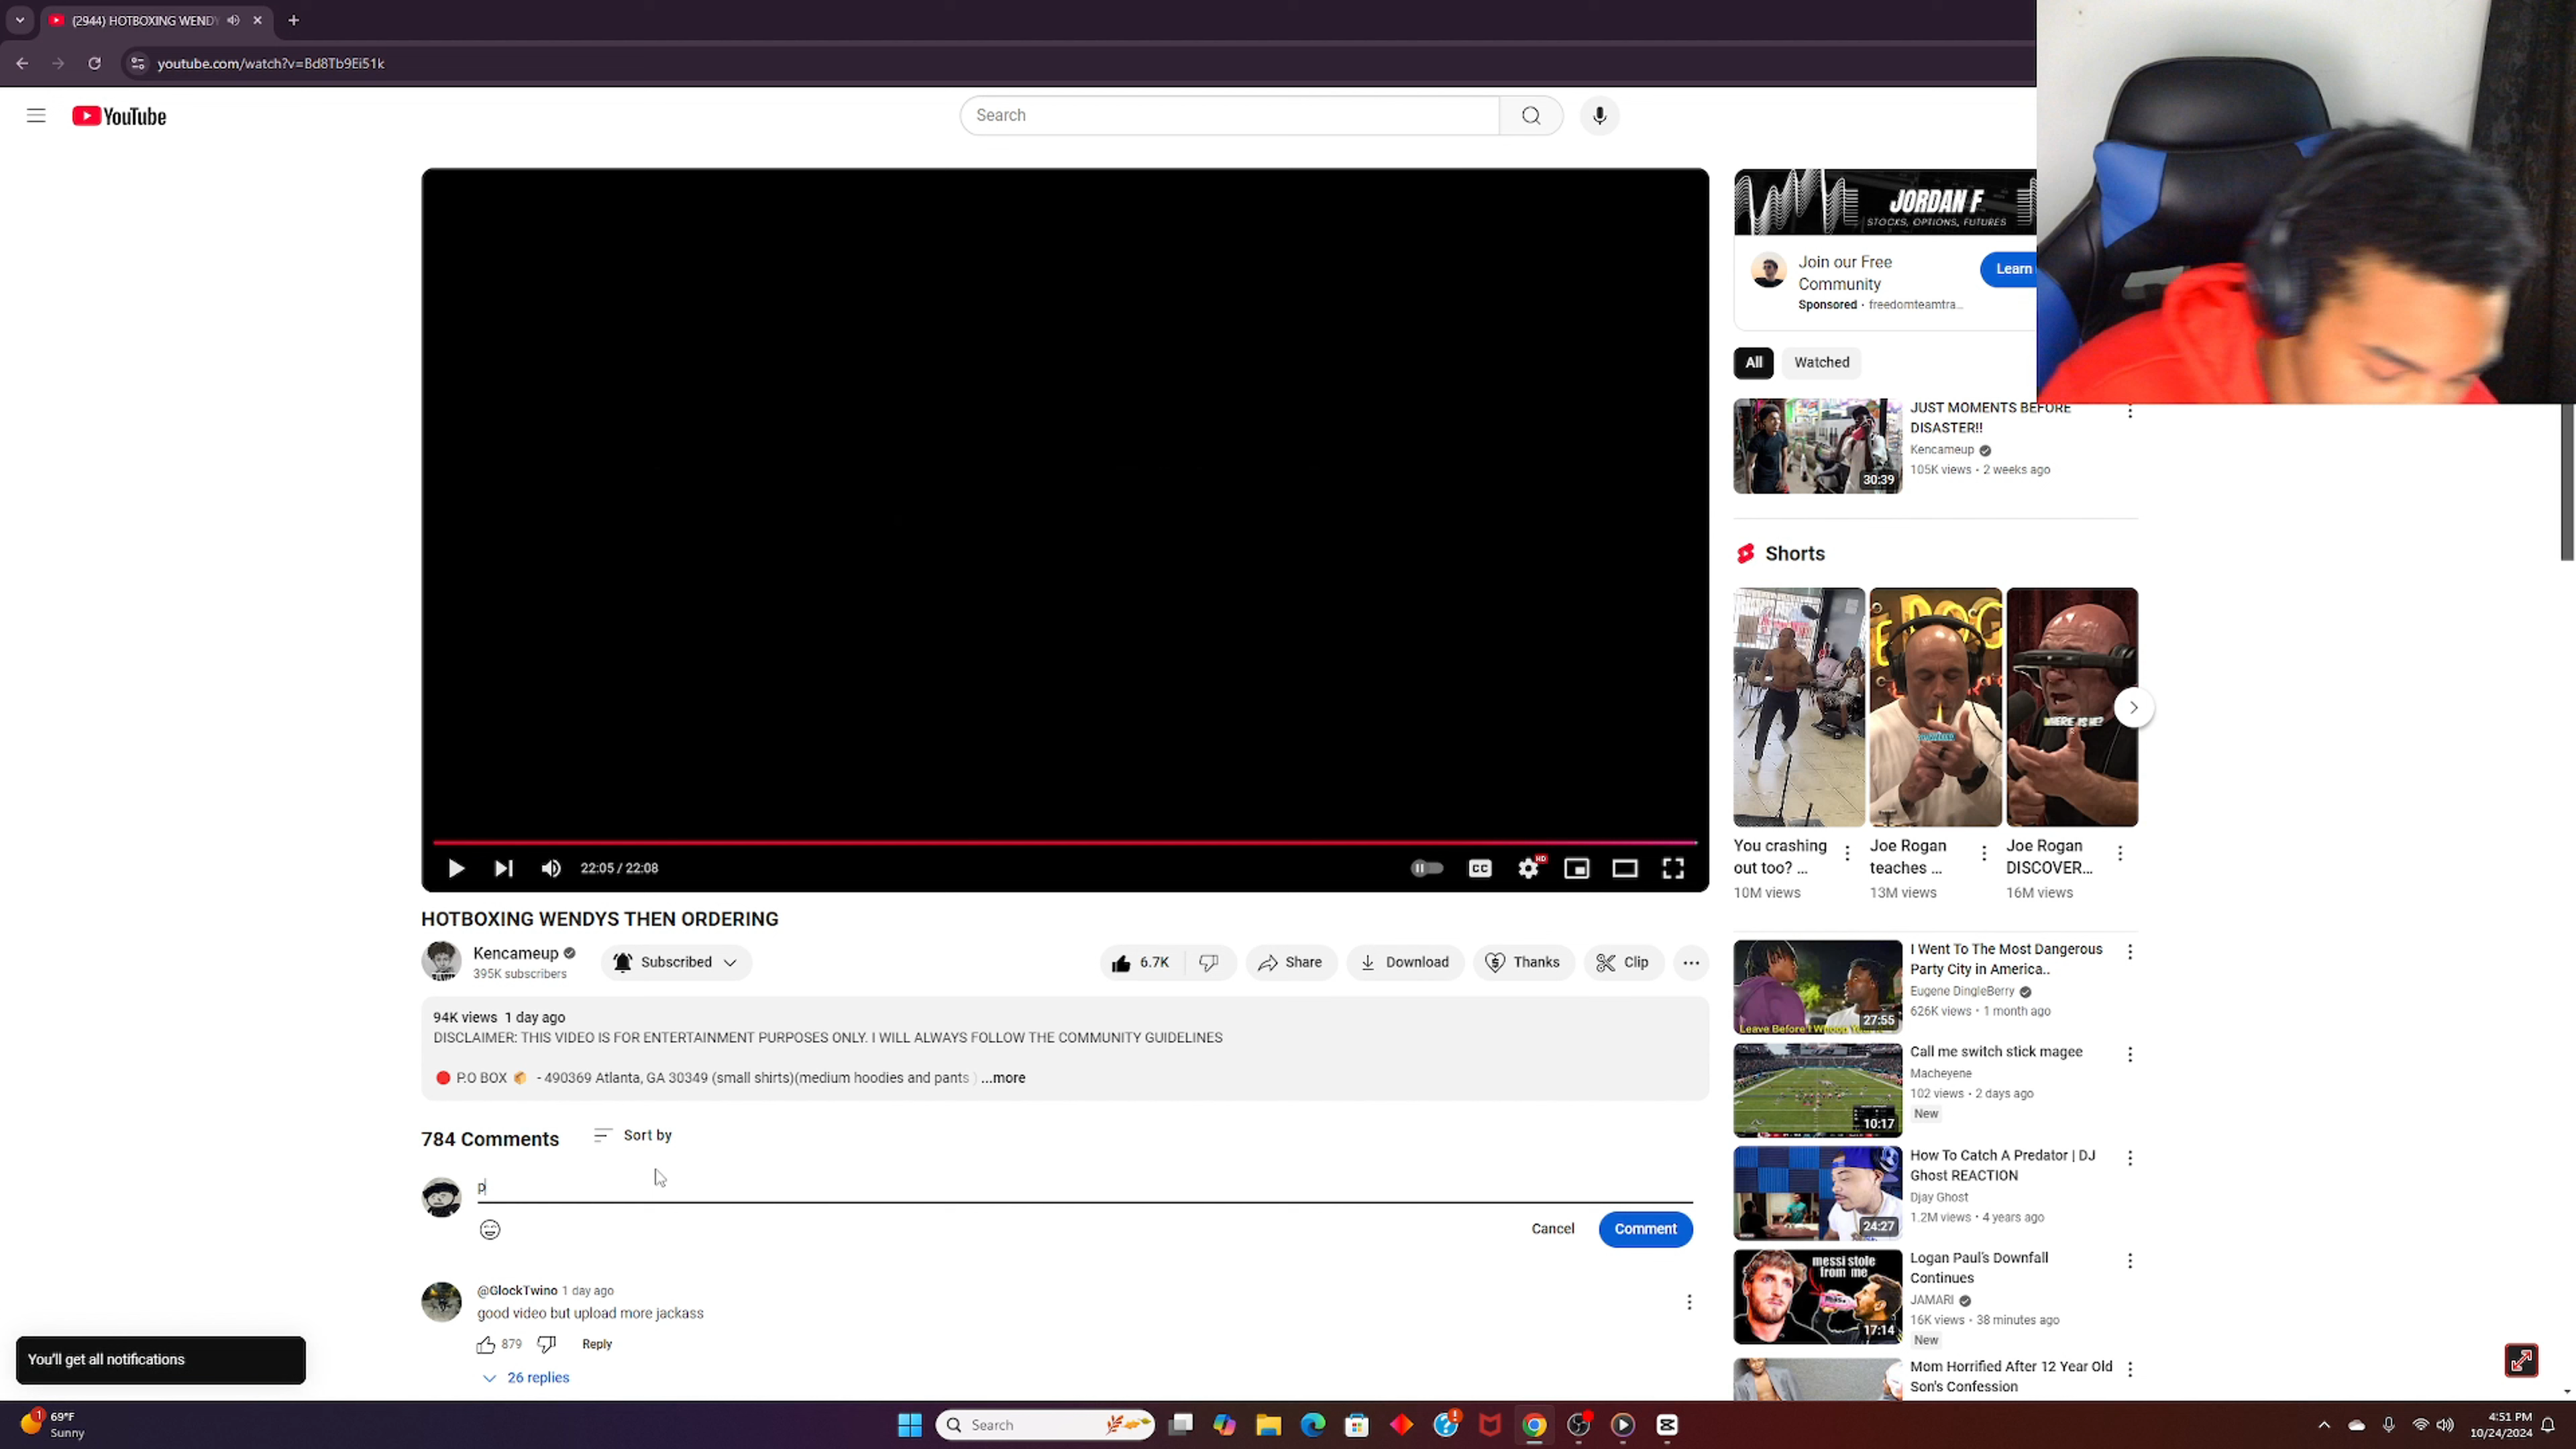 (2944) HOTBOXING WENDY
youtube.com/watch?v=Bd8Tb9Ei51k
YouTube
Search
JORDAN F
STOCKS, OPTIONS, FUTURES
Join our Free
Community
Sponsored · freedomteamtra...
Learn
All
Watched
JUST MOMENTS BEFORE
DISASTER!!
Kencameup
105K views · 2 weeks ago
30:39
Shorts
WHERE IS HE?
You crashing
out too? ...
10M views
Joe Rogan
teaches ...
13M views
Joe Rogan
DISCOVER...
16M views
22:05 / 22:08
CC
HD
HOTBOXING WENDYS THEN ORDERING
Kencameup
395K subscribers
Subscribed
6.7K
Share
Download
Thanks
Clip
94K views 1 day ago
DISCLAIMER: THIS VIDEO IS FOR ENTERTAINMENT PURPOSES ONLY. I WILL ALWAYS FOLLOW THE COMMUNITY GUIDELINES
🔴 P.O BOX 📦 - 490369 Atlanta, GA 30349 (small shirts)(medium hoodies and pants ) ...more
784 Comments
Sort by
p
Cancel
Comment
@GlockTwino 1 day ago
good video but upload more jackass
879
Reply
26 replies
I Went To The Most Dangerous
Party City in America..
Eugene DingleBerry
626K views · 1 month ago
Leave Before I Whoop
27:55
Call me switch stick magee
Macheyene
102 views · 2 days ago
New
10:17
How To Catch A Predator | DJ
Ghost REACTION
Djay Ghost
1.2M views · 4 years ago
24:27
Logan Paul's Downfall
Continues
JAMARI
16K views · 38 minutes ago
New
messi stole
from me
17:14
Mom Horrified After 12 Year Old
Son's Confession
You'll get all notifications
1
69°F
Sunny
Search
4:51 PM
10/24/2024